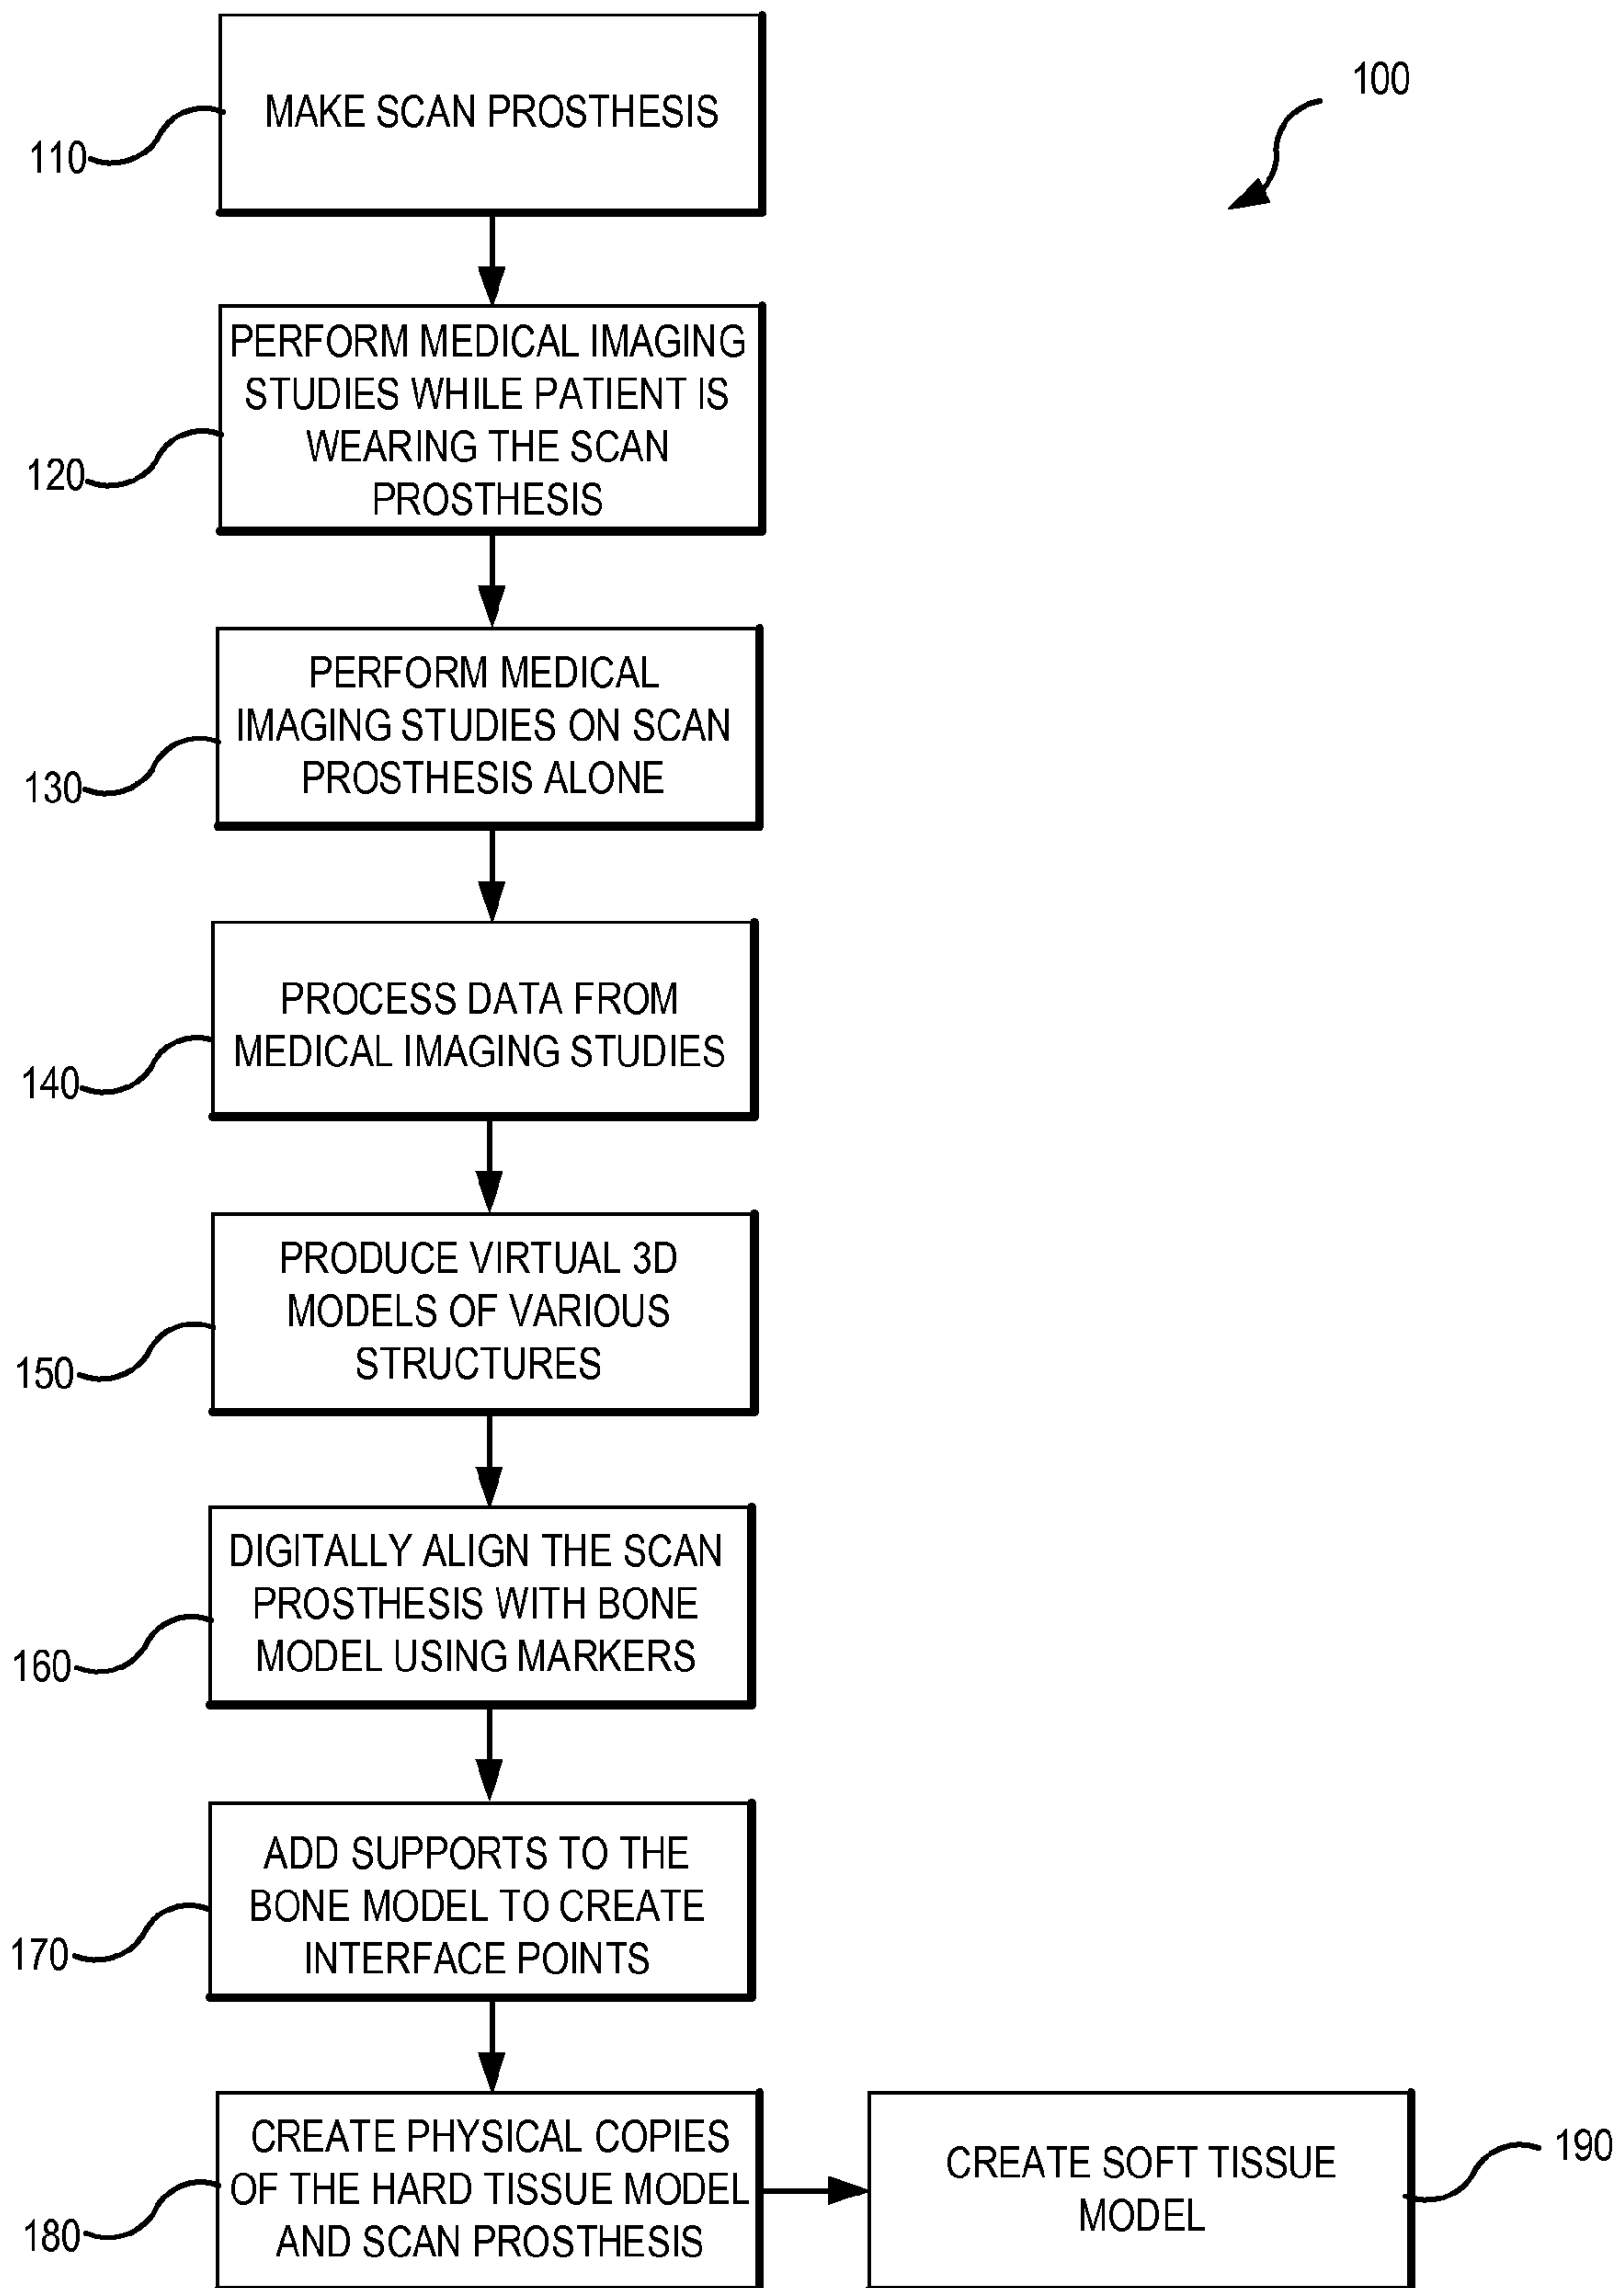 100
MAKE SCAN PROSTHESIS
110
PERFORM MEDICAL IMAGING
STUDIES WHILE PATIENT IS
WEARING THE SCAN
PROSTHESIS
120
PERFORM MEDICAL
IMAGING STUDIES ON SCAN
PROSTHESIS ALONE
130
PROCESS DATA FROM
MEDICAL IMAGING STUDIES
140
PRODUCE VIRTUAL 3D
MODELS OF VARIOUS
STRUCTURES
150
DIGITALLY ALIGN THE SCAN
PROSTHESIS WITH BONE
MODEL USING MARKERS
160
ADD SUPPORTS TO THE
BONE MODEL TO CREATE
INTERFACE POINTS
170
CREATE PHYSICAL COPIES
OF THE HARD TISSUE MODEL
AND SCAN PROSTHESIS
180
CREATE SOFT TISSUE
MODEL
190